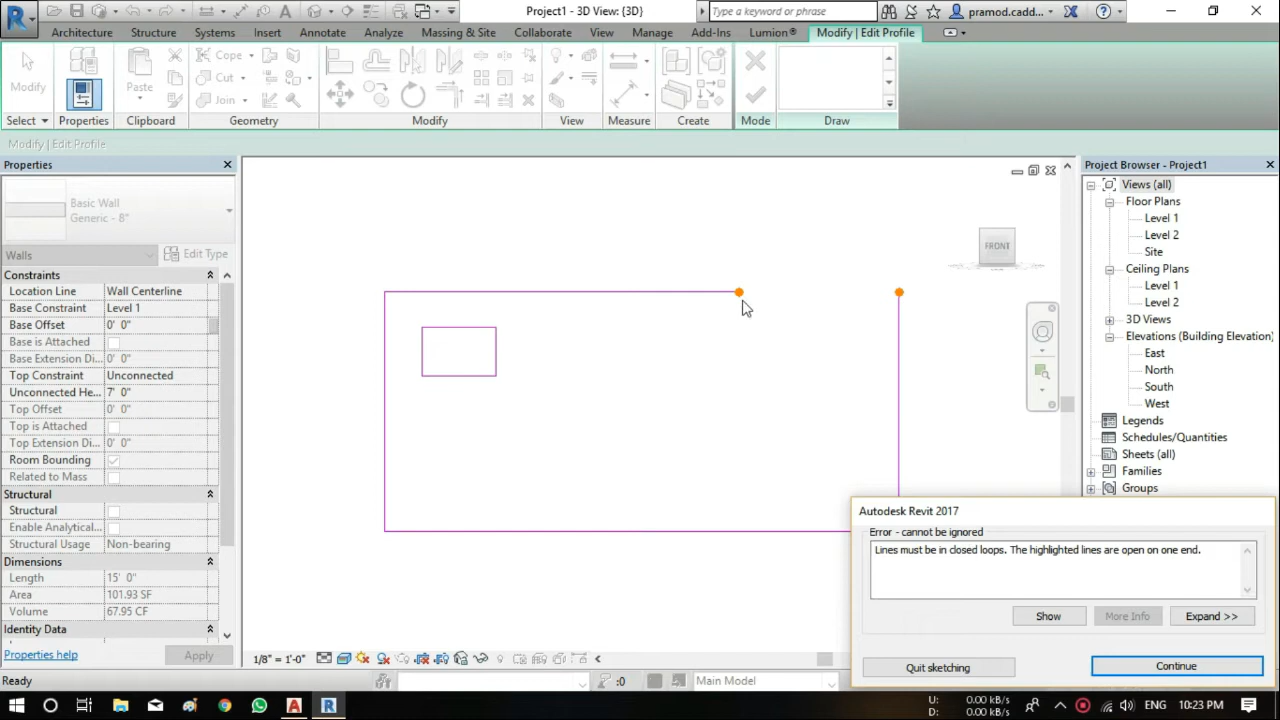 Project1 - 3D View: {3D}
Type a keyword or phrase
pramod.cadd...
Architecture
Structure
Systems
Insert
Annotate
Analyze
Massing & Site
Collaborate
View
Manage
Add-Ins
Lumion®
Modify | Edit Profile
Modify
Paste
Cope
Cut
Join
Select
Properties
Clipboard
Geometry
Modify
View
Measure
Create
Mode
Draw
Modify | Edit Profile
Properties
Basic Wall
Generic - 8"
Walls
Edit Type
Constraints
Location Line Wall Centerline
Base Constraint Level 1
Base Offset 0' 0"
Base is Attached
Base Extension Di... 0' 0"
Top Constraint Unconnected
Unconnected He... 7' 0"
Top Offset 0' 0"
Top is Attached
Top Extension Di... 0' 0"
Room Bounding
Related to Mass
Structural
Structural
Enable Analytical...
Structural Usage Non-bearing
Dimensions
Length 15' 0"
Area 101.93 SF
Volume 67.95 CF
Identity Data
Properties help
Apply
FRONT
Project Browser - Project1
Views (all)
Floor Plans
Level 1
Level 2
Site
Ceiling Plans
Level 1
Level 2
3D Views
Elevations (Building Elevation)
East
North
South
West
Legends
Schedules/Quantities
Sheets (all)
Families
Groups
Autodesk Revit 2017
Error - cannot be ignored
Lines must be in closed loops. The highlighted lines are open on one end.
Show
More Info
Expand >>
Quit sketching
Continue
1/8" = 1'-0"
Ready
:0
Main Model
U: 0.00 kB/s
D: 0.00 kB/s
ENG
10:23 PM